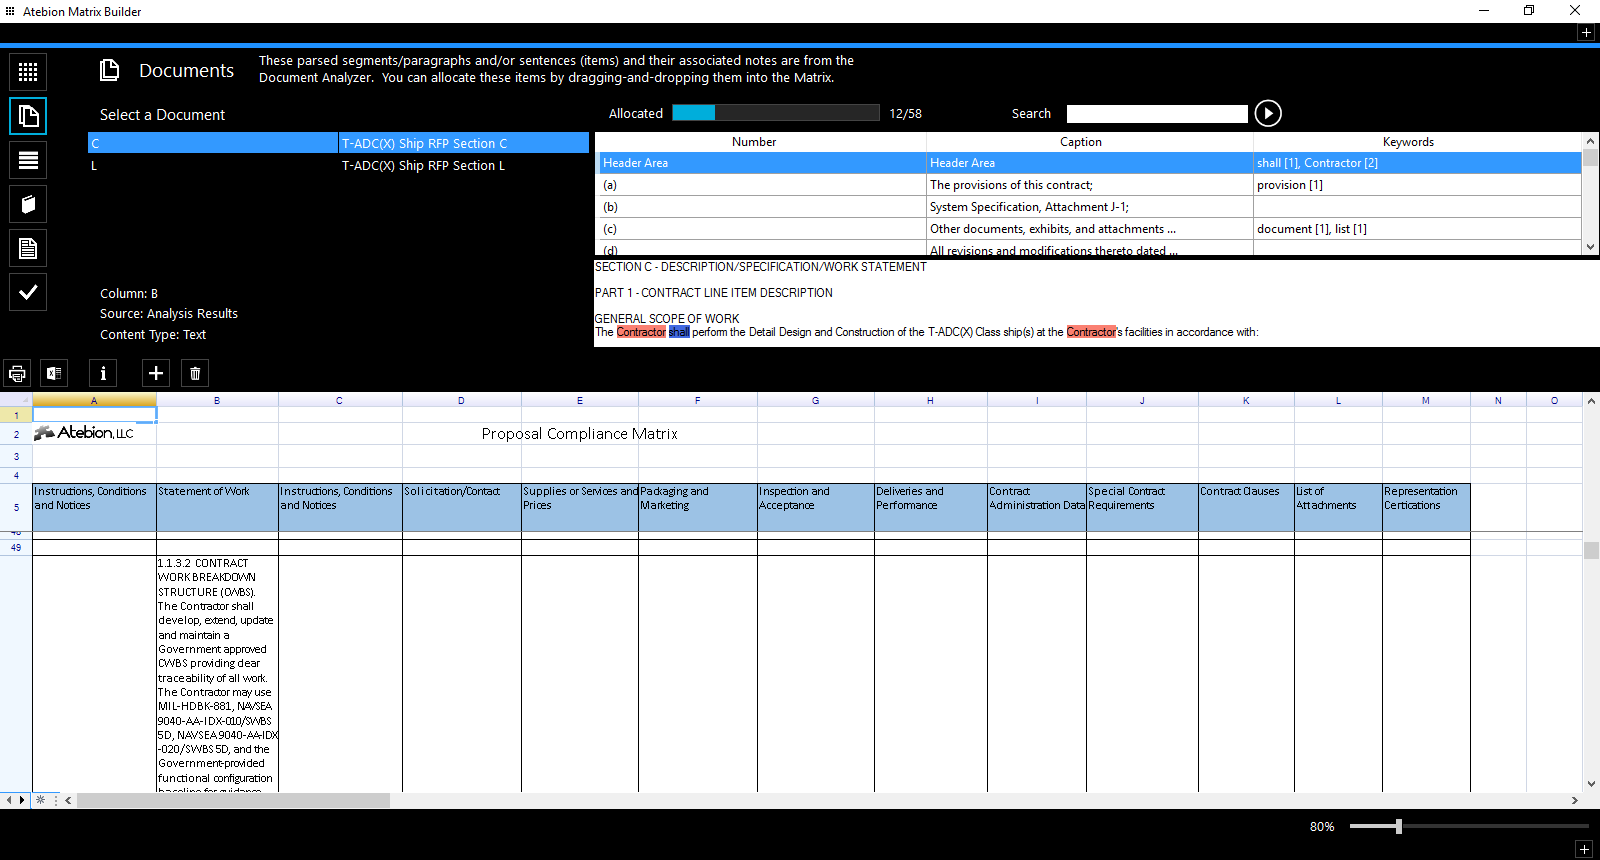 Atebion Matrix Builder
Documents
These parsed segments/paragraphs and/or sentences (items) and their associated notes are from the
Document Analyzer.  You can allocate these items by dragging-and-dropping them into the Matrix.
Select a Document
Allocated 12/58 Search
C T-ADC(X) Ship RFP Section C
L T-ADC(X) Ship RFP Section L
Number Caption Keywords
Header Area Header Area shall [1], Contractor [2]
(a) The provisions of this contract; provision [1]
(b) System Specification, Attachment J-1;
(c) Other documents, exhibits, and attachments ... document [1], list [1]
(d) All revisions and modifications thereto dated ...
SECTION C - DESCRIPTION/SPECIFICATION/WORK STATEMENT
PART 1 - CONTRACT LINE ITEM DESCRIPTION
GENERAL SCOPE OF WORK
The Contractor shall perform the Detail Design and Construction of the T-ADC(X) Class ship(s) at the Contractor's facilities in accordance with:
Column: B
Source: Analysis Results
Content Type: Text
A B C D E F G H I J K L M N O
1
2 Atebion, LLC Proposal Compliance Matrix
3
4
5
Instructions, Conditions
and Notices
Statement of Work
Instructions, Conditions
and Notices
Solicitation/Contact
Supplies or Services and
Prices
Packaging and
Marketing
Inspection and
Acceptance
Deliveries and
Performance
Contract
Administration Data
Special Contract
Requirements
Contract Clauses
List of
Attachments
Representation
Certications
49
1.1.3.2 CONTRACT
WORK BREAKDOWN
STRUCTURE (CWBS).
The Contractor shall
develop, extend, update
and maintain a
Government approved
CWBS providing clear
traceability of all work.
The Contractor may use
MIL-HDBK-881, NAVSEA
9040-AA-IDX-010/SWBS
5D, NAVSEA 9040-AA-IDX
-020/SWBS 5D, and the
Government-provided
functional configuration
baseline for guidance
80%